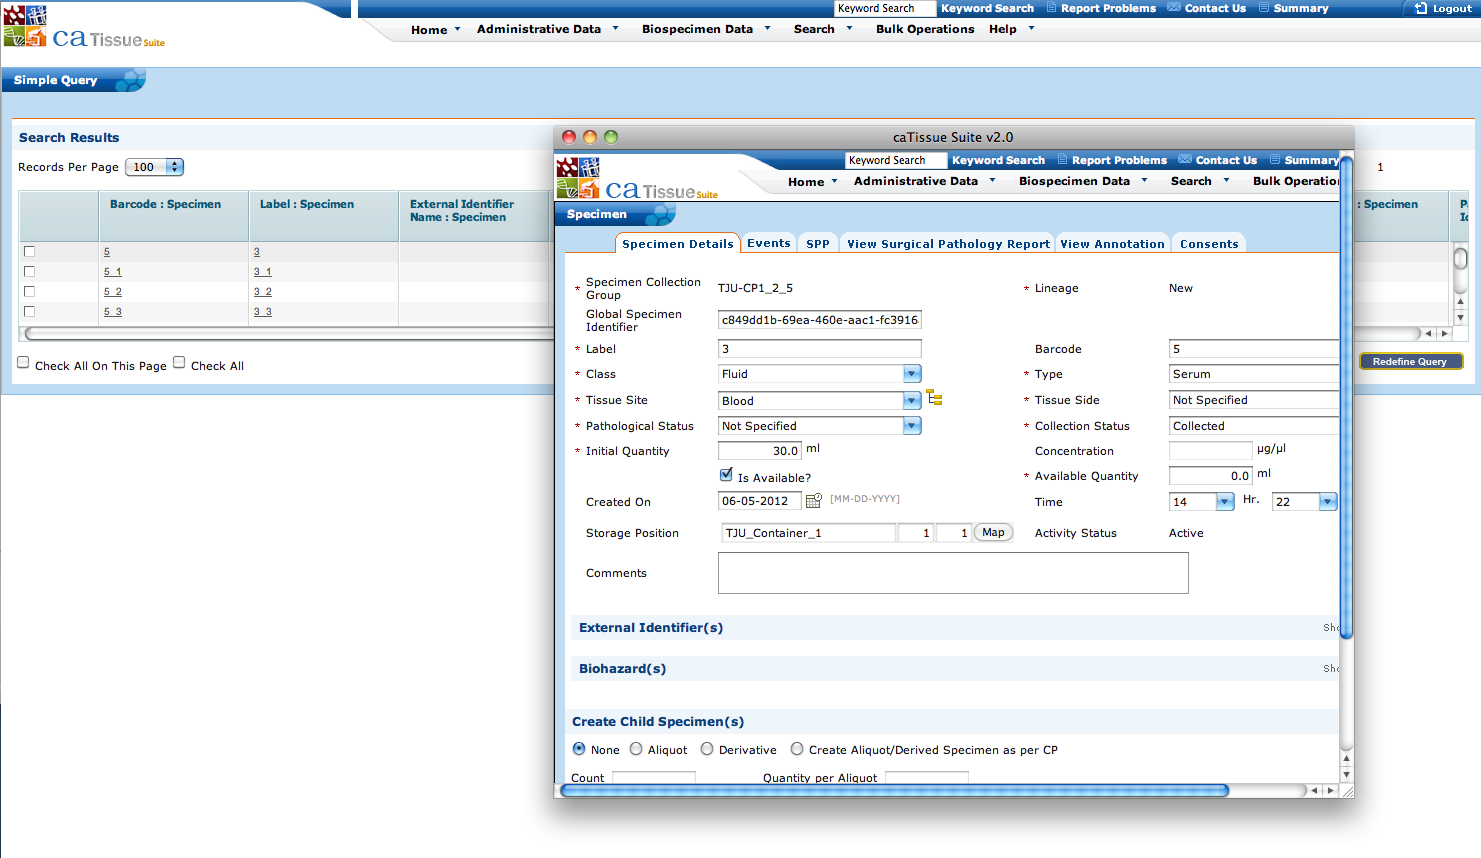 Keyword Search Keyword Search Report Problems Contact Us Summary Logout
ca Tissue Suite
Home Administrative Data Biospecimen Data Search Bulk Operations Help
Simple Query
Search Results
Records Per Page 100 1
Barcode : Specimen Label : Specimen External Identifier Name : Specimen : Specimen
5 3
5_1 3_1
5_2 3_2
5_3 3_3
Check All On This Page Check All
Redefine Query
caTissue Suite v2.0
Keyword Search Keyword Search Report Problems Contact Us Summary
ca Tissue Suite
Home Administrative Data Biospecimen Data Search Bulk Operation
Specimen
Specimen Details Events SPP View Surgical Pathology Report View Annotation Consents
* Specimen Collection Group TJU-CP1_2_5 * Lineage New
Global Specimen Identifier c849dd1b-69ea-460e-aac1-fc3916
* Label 3 Barcode 5
* Class Fluid * Type Serum
* Tissue Site Blood * Tissue Side Not Specified
* Pathological Status Not Specified * Collection Status Collected
* Initial Quantity 30.0 ml Concentration µg/µl
Is Available? * Available Quantity 0.0 ml
Created On 06-05-2012 [MM-DD-YYYY] Time 14 Hr. 22
Storage Position TJU_Container_1 1 1 Map Activity Status Active
Comments
External Identifier(s) Sho
Biohazard(s) Sho
Create Child Specimen(s)
None Aliquot Derivative Create Aliquot/Derived Specimen as per CP
Count Quantity per Aliquot